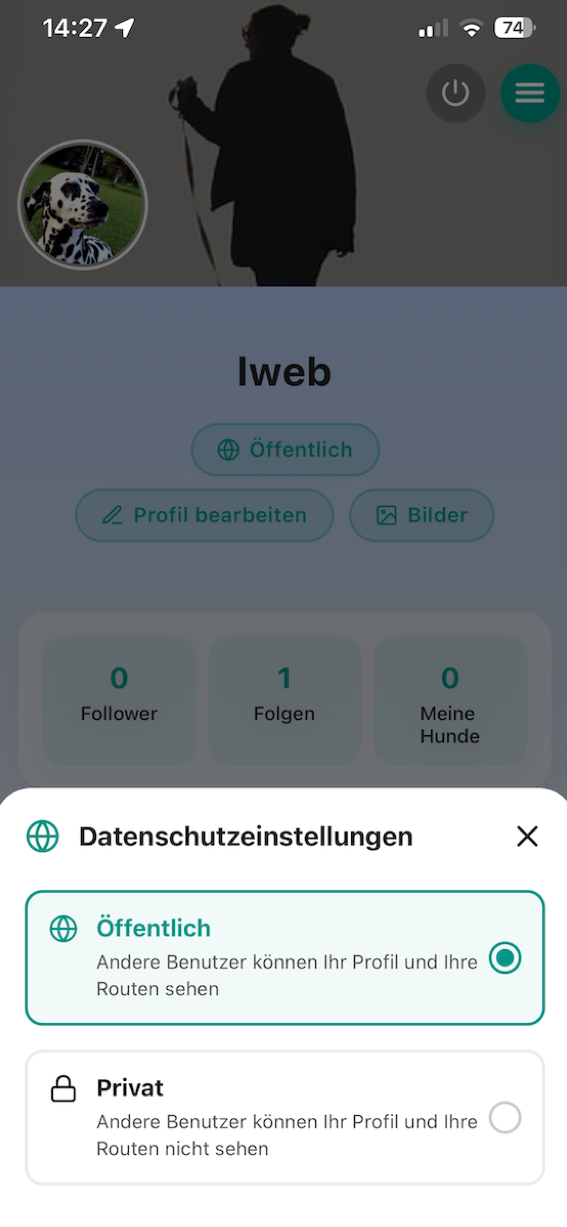 14:27
74
lweb
Öffentlich
Profil bearbeiten
Bilder
0
Follower
1
Folgen
0
Meine
Hunde
Datenschutzeinstellungen
Öffentlich
Andere Benutzer können Ihr Profil und Ihre
Routen sehen
Privat
Andere Benutzer können Ihr Profil und Ihre
Routen nicht sehen